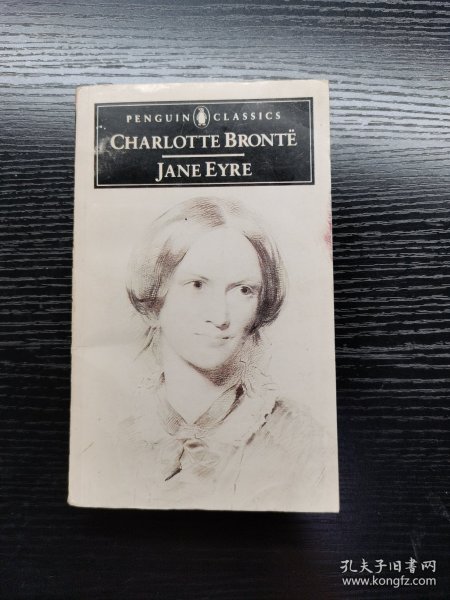 PENGUIN CLASSICS
CHARLOTTE BRONTË
JANE EYRE
孔夫子旧书网
www.kongfz.com